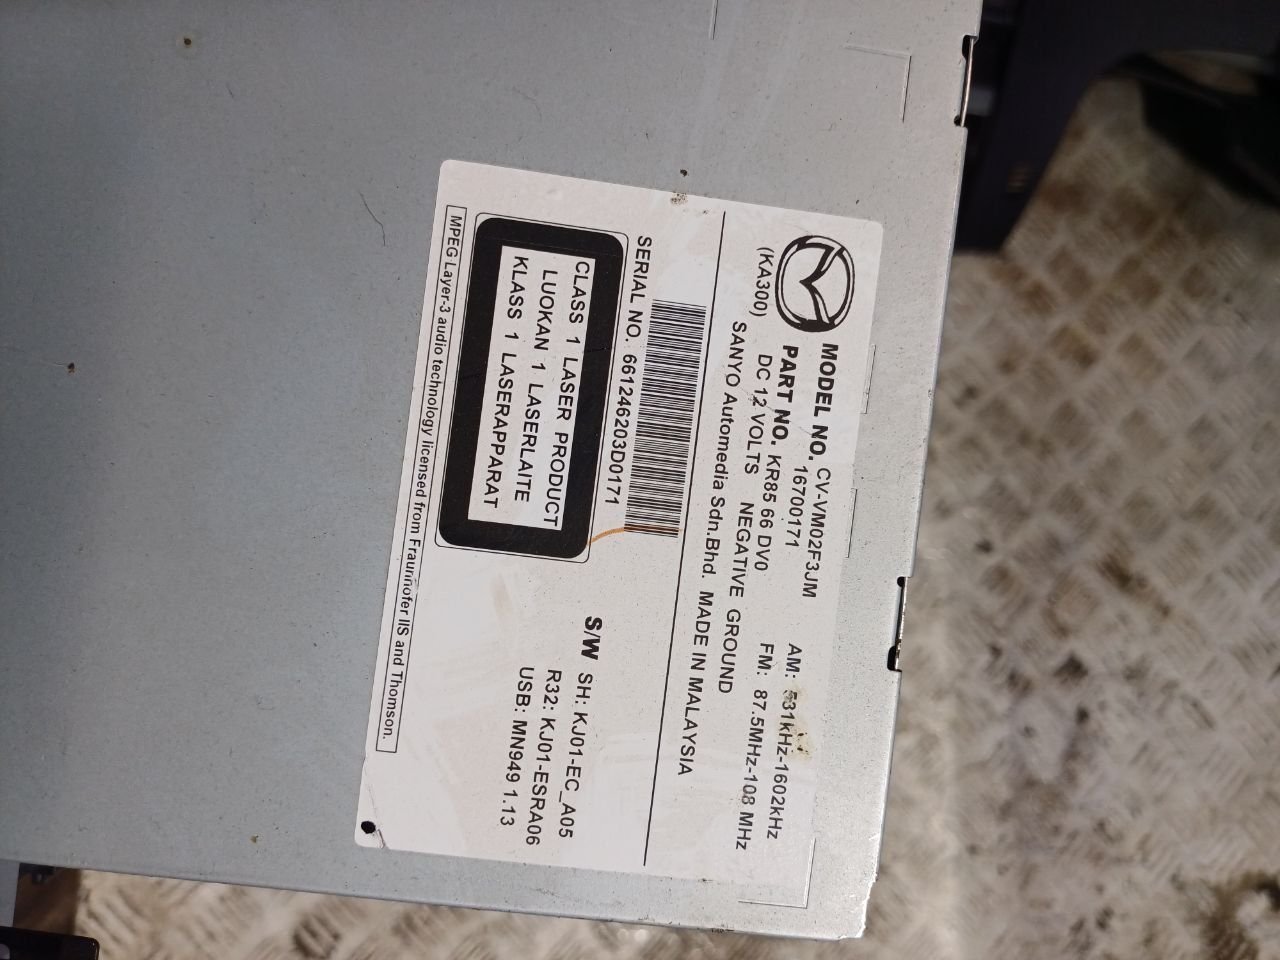 MODEL NO. CV-VM02F3JM
16700171
PART NO. KR85 66 DV0
(KA300) DC 12 VOLTS NEGATIVE GROUND
AM: 531kHz-1602kHz
FM: 87.5MHz-108 MHz
SANYO Automedia Sdn.Bhd. MADE IN MALAYSIA
SERIAL NO. 661246203D0171
CLASS 1 LASER PRODUCT
LUOKAN 1 LASERLAITE
KLASS 1 LASERAPPARAT
S/W SH: KJ01-EC_A05
R32: KJ01-ESRA06
USB: MN949 1.13
MPEG Layer-3 audio technology licensed from Fraunhofer IIS and Thomson.